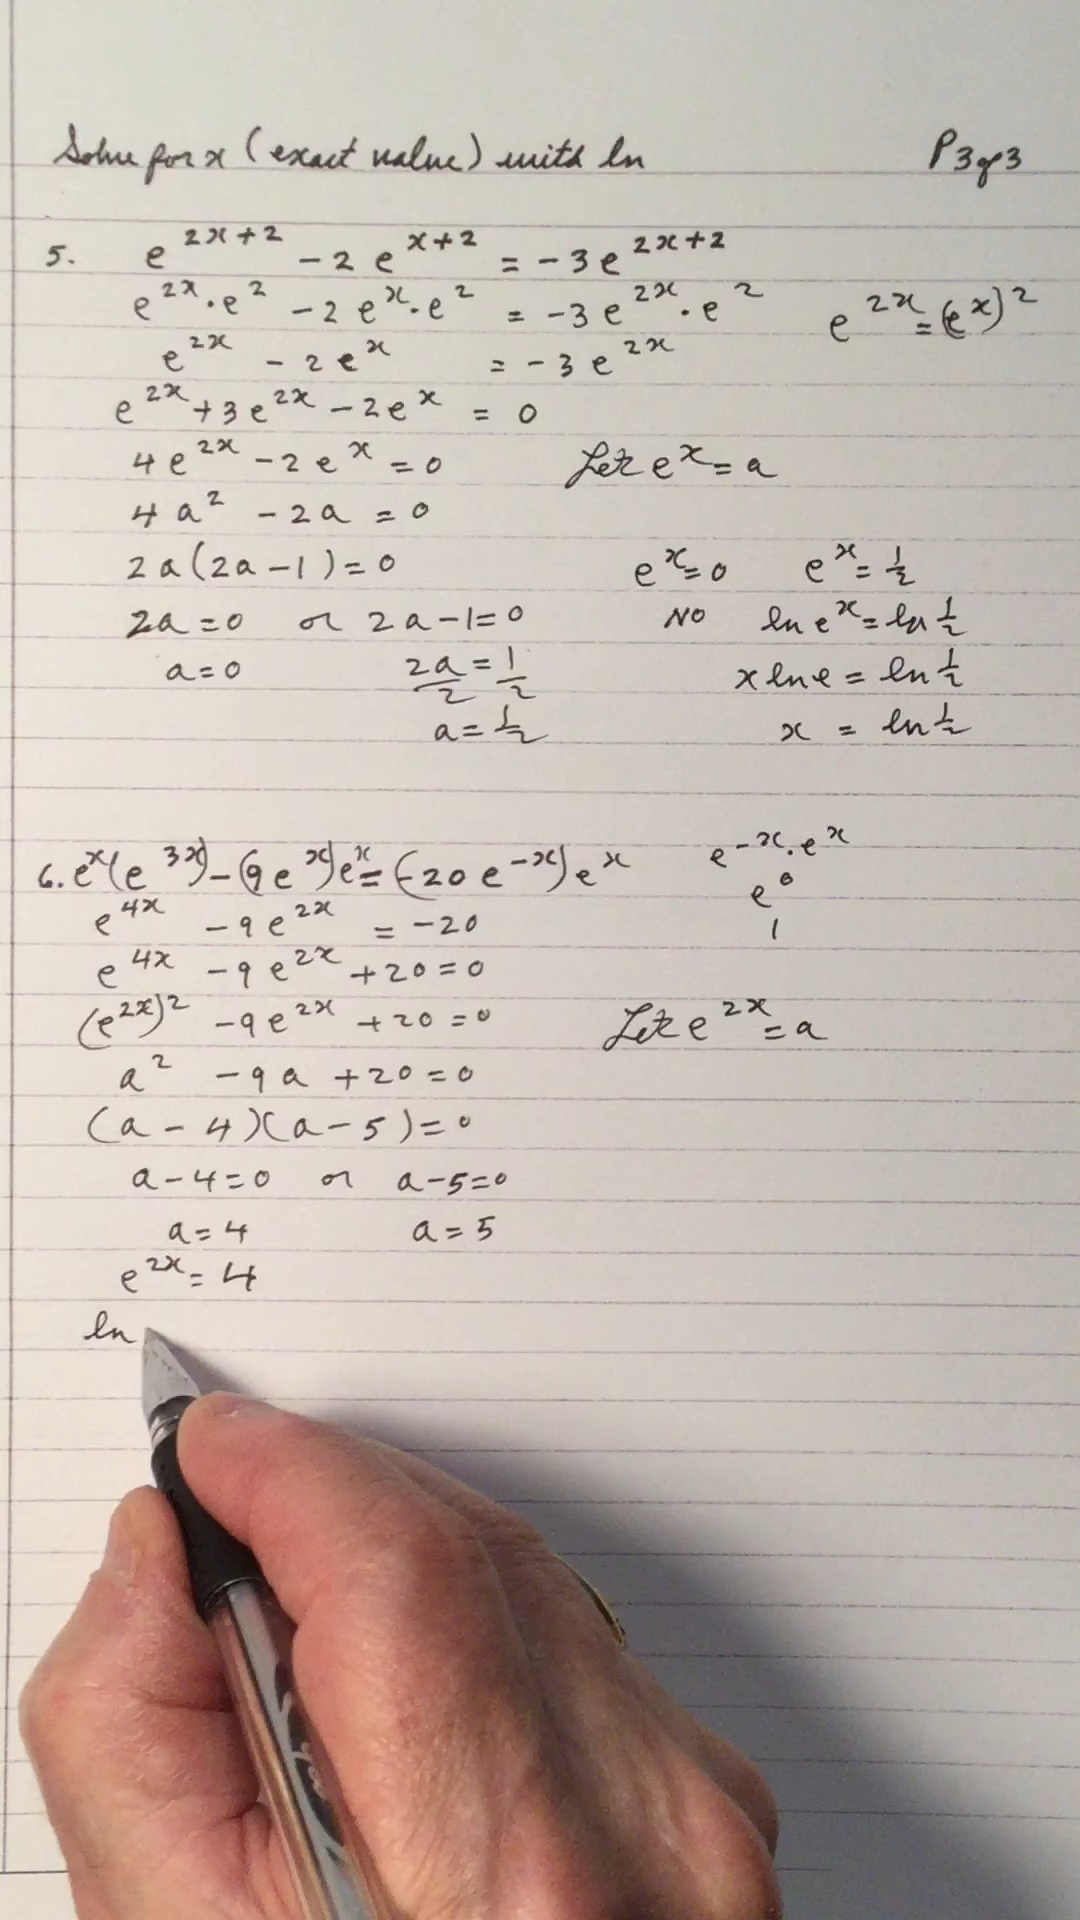 Solve for x (exact value) with ln P 3 of 3
5. e^{2x+2} - 2e^{x+2} = -3e^{2x+2}
e^{2x}·e^2 - 2e^x·e^2 = -3e^{2x}·e^2 e^{2x} = (e^x)^2
e^{2x} - 2e^x = -3e^{2x}
e^{2x} + 3e^{2x} - 2e^x = 0
4e^{2x} - 2e^x = 0 Let e^x = a
4a^2 - 2a = 0
2a(2a - 1) = 0 e^x = 0 e^x = 1/2
2a = 0 or 2a - 1 = 0 NO ln e^x = ln 1/2
a = 0 2a/2 = 1/2 x ln e = ln 1/2
a = 1/2 x = ln 1/2
6. e^x(e^{3x}) - (9e^x)e^x = (-20e^{-x})e^x e^{-x}·e^x
e^{4x} - 9e^{2x} = -20 e^0
e^{4x} - 9e^{2x} + 20 = 0 1
(e^{2x})^2 - 9e^{2x} + 20 = 0 Let e^{2x} = a
a^2 - 9a + 20 = 0
(a - 4)(a - 5) = 0
a - 4 = 0 or a - 5 = 0
a = 4 a = 5
e^{2x} = 4
ln